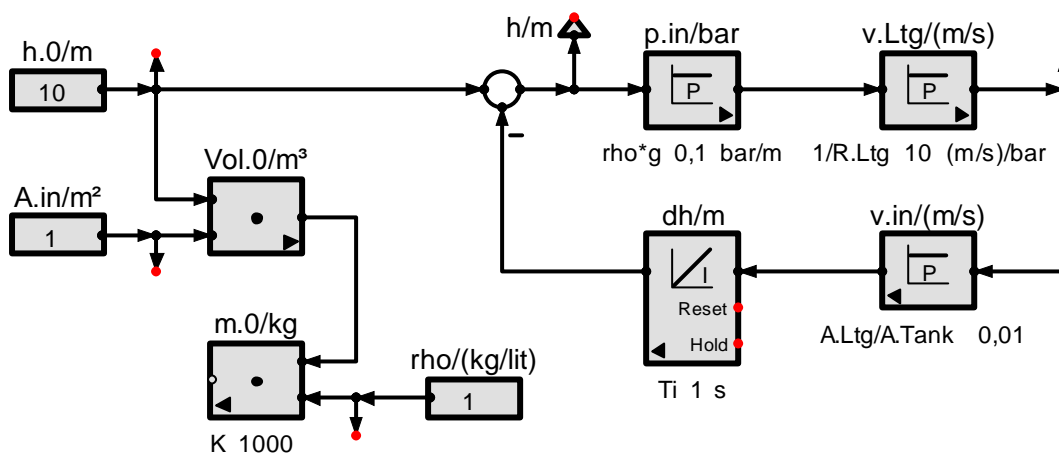 h.0/m
10
h/m
p.in/bar
P
rho*g 0,1 bar/m
v.Ltg/(m/s)
P
1/R.Ltg 10 (m/s)/bar
Vol.0/m³
A.in/m²
1
dh/m
I
Reset
Hold
Ti 1 s
v.in/(m/s)
P
A.Ltg/A.Tank 0,01
m.0/kg
K 1000
rho/(kg/lit)
1